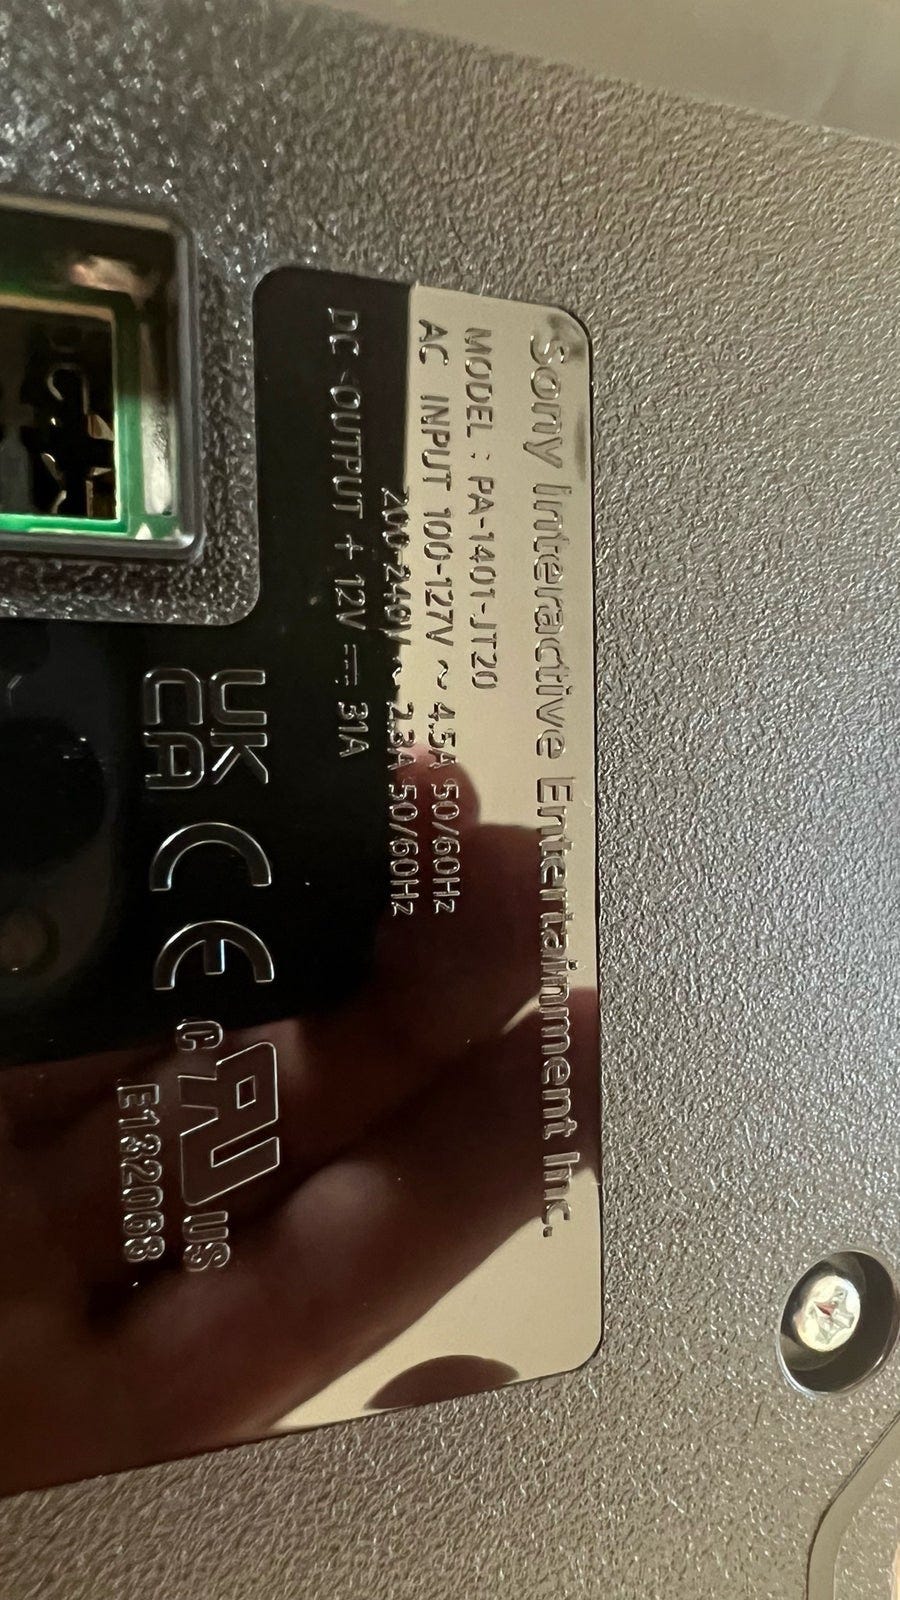 Sony Interactive Entertainment Inc.
MODEL : PA-1401-JT20
AC INPUT 100-127V ~ 4.5A 50/60Hz
200-240V ~ 2.3A 50/60Hz
DC OUTPUT + 12V ⎓ 31A
UK
CA
CE
c RU US
E132068